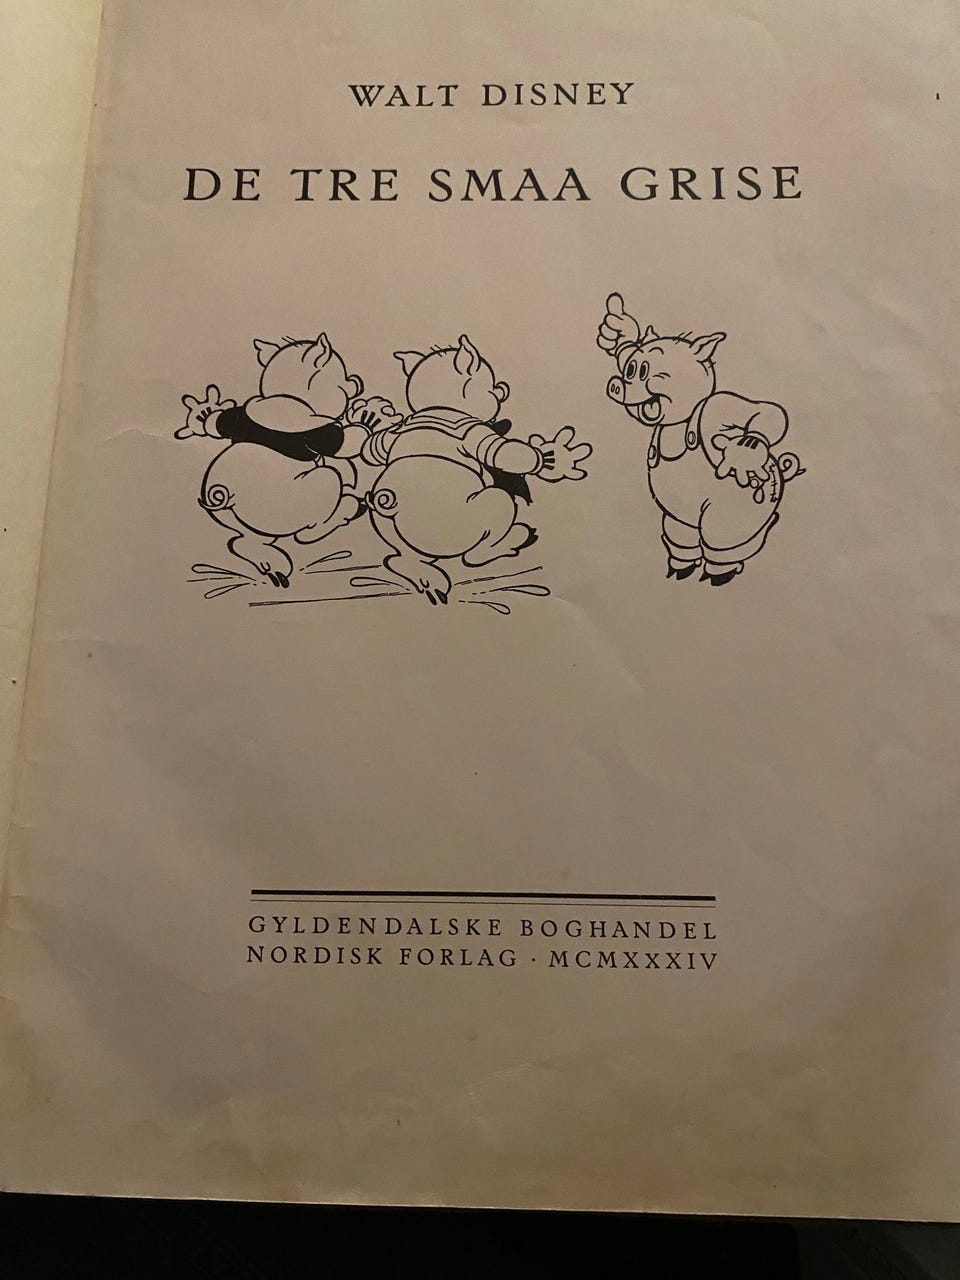 WALT DISNEY
DE TRE SMAA GRISE
GYLDENDALSKE BOGHANDEL
NORDISK FORLAG · MCMXXXIV